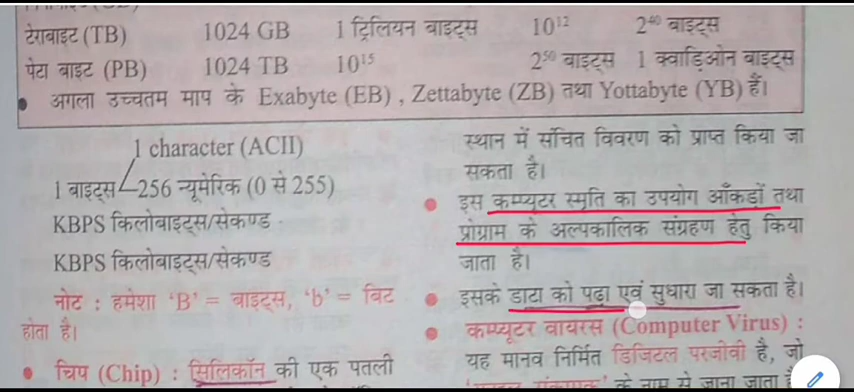 टेराबाइट (TB) 1024 GB 1 ट्रिलियन बाइट्स 10¹² 2⁴⁰ बाइट्स
पेटा बाइट (PB) 1024 TB 10¹⁵ 2⁵⁰ बाइट्स 1 क्वाड्रिओन बाइट्स
• अगला उच्चतम माप के Exabyte (EB) , Zettabyte (ZB) तथा Yottabyte (YB) हैं।
1 character (ACII)
1 बाइट्स 256 न्यूमेरिक (0 से 255)
KBPS किलोबाइट्स/सेकण्ड
KBPS किलोबाइट्स/सेकण्ड
नोट : हमेशा 'B' = बाइट्स, 'b' = बिट
होता है।
• चिप (Chip) : सिलिकॉन की एक पतली
स्थान में संचित विवरण को प्राप्त किया जा
सकता है।
• इस कम्प्यूटर स्मृति का उपयोग आँकडों तथा
प्रोग्राम के अल्पकालिक संग्रहण हेतु किया
जाता है।
• इसके डाटा को पढ़ा एवं सुधारा जा सकता है।
• कम्प्यूटर वायरस (Computer Virus) :
यह मानव निर्मित डिजिटल परजीवी है, जो
के नाम से जाना जाता